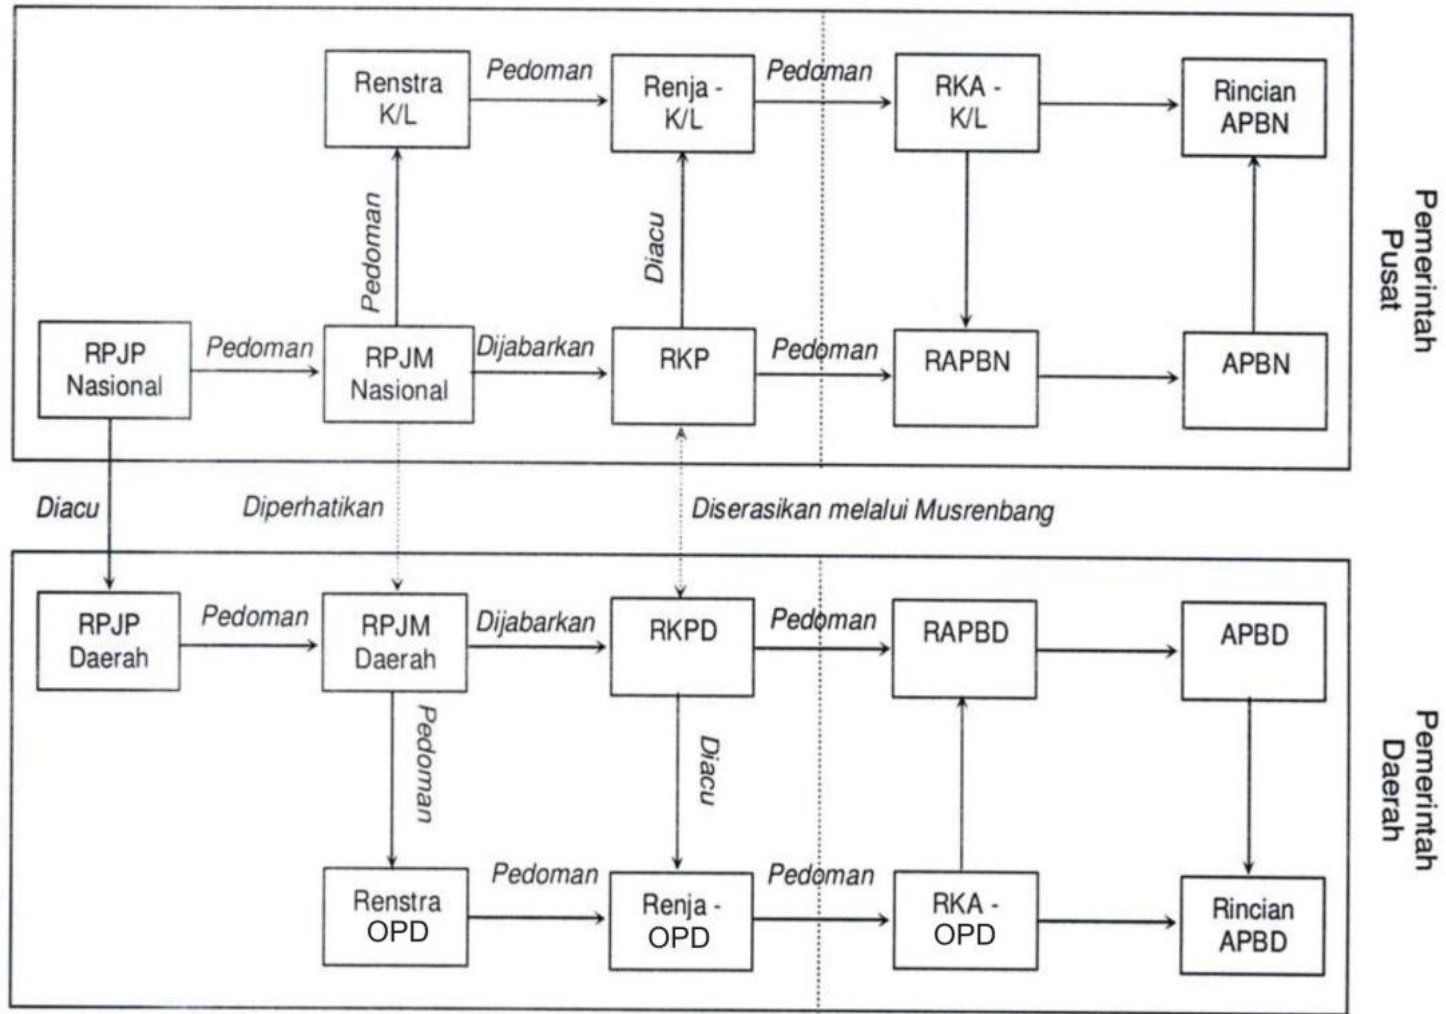 Renstra
K/L
Pedoman
Renja -
K/L
Pedoman
RKA -
K/L
Rincian
APBN
Pedoman
Diacu
RPJP
Nasional
Pedoman
RPJM
Nasional
Dijabarkan
RKP
Pedoman
RAPBN
APBN
Pemerintah
Pusat
Diacu
Diperhatikan
Diserasikan melalui Musrenbang
RPJP
Daerah
Pedoman
RPJM
Daerah
Dijabarkan
RKPD
Pedoman
RAPBD
APBD
Pedoman
Diacu
Renstra
OPD
Pedoman
Renja -
OPD
Pedoman
RKA -
OPD
Rincian
APBD
Pemerintah
Daerah